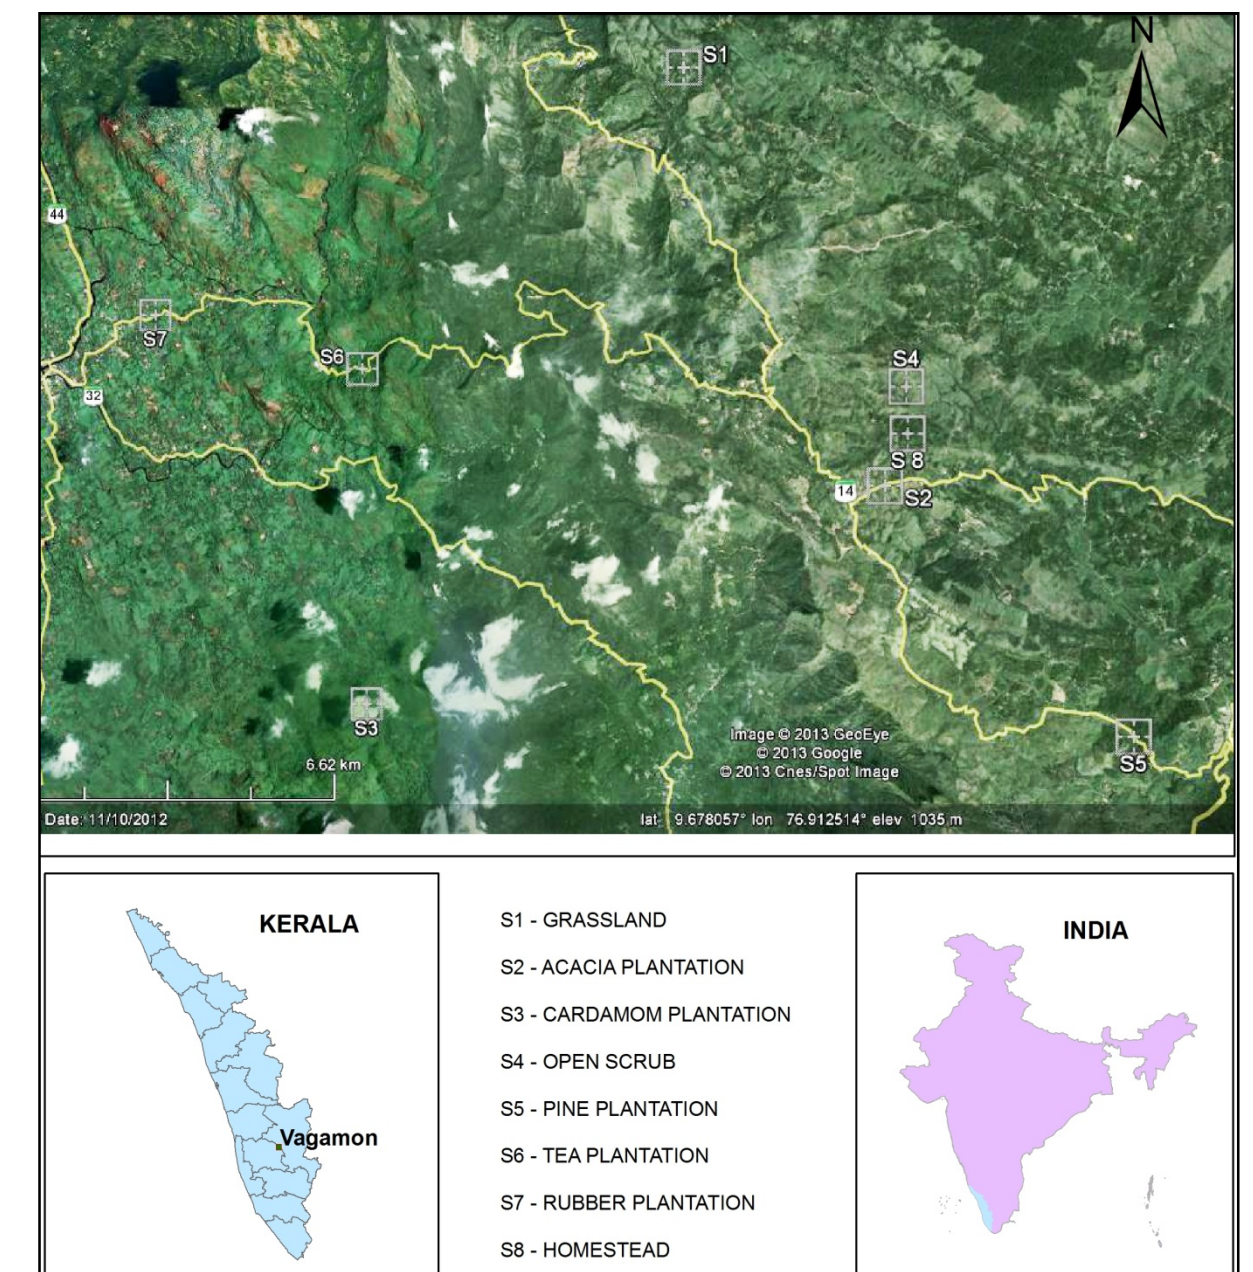 N
S1
44
S7
S6
32
S4
S 8
14
S2
S3
6.62 km
Image © 2013 GeoEye
© 2013 Google
© 2013 Cnes/Spot Image
S5
Date: 11/10/2012
lat 9.678057° lon 76.912514° elev 1035 m
KERALA
Vagamon
S1 - GRASSLAND
S2 - ACACIA PLANTATION
S3 - CARDAMOM PLANTATION
S4 - OPEN SCRUB
S5 - PINE PLANTATION
S6 - TEA PLANTATION
S7 - RUBBER PLANTATION
S8 - HOMESTEAD
INDIA